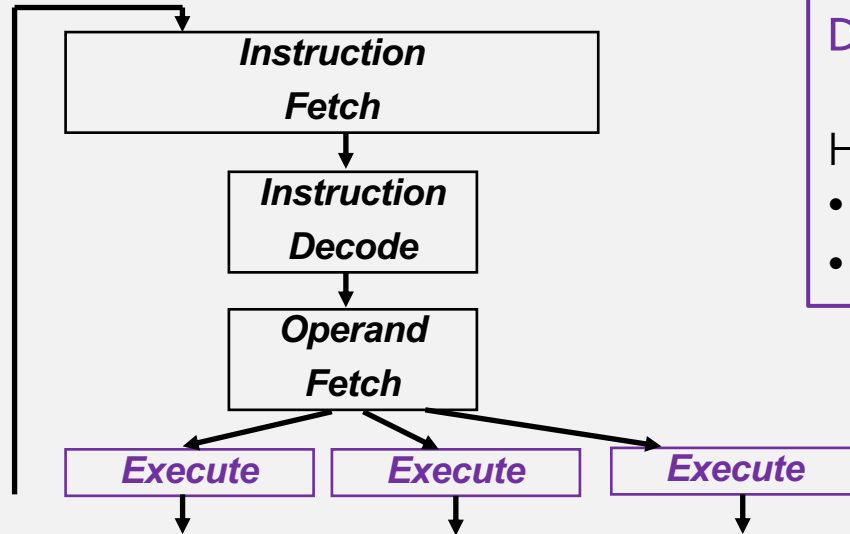 Instruction
Fetch
Instruction
Decode
Operand
Fetch
Execute Execute Execute